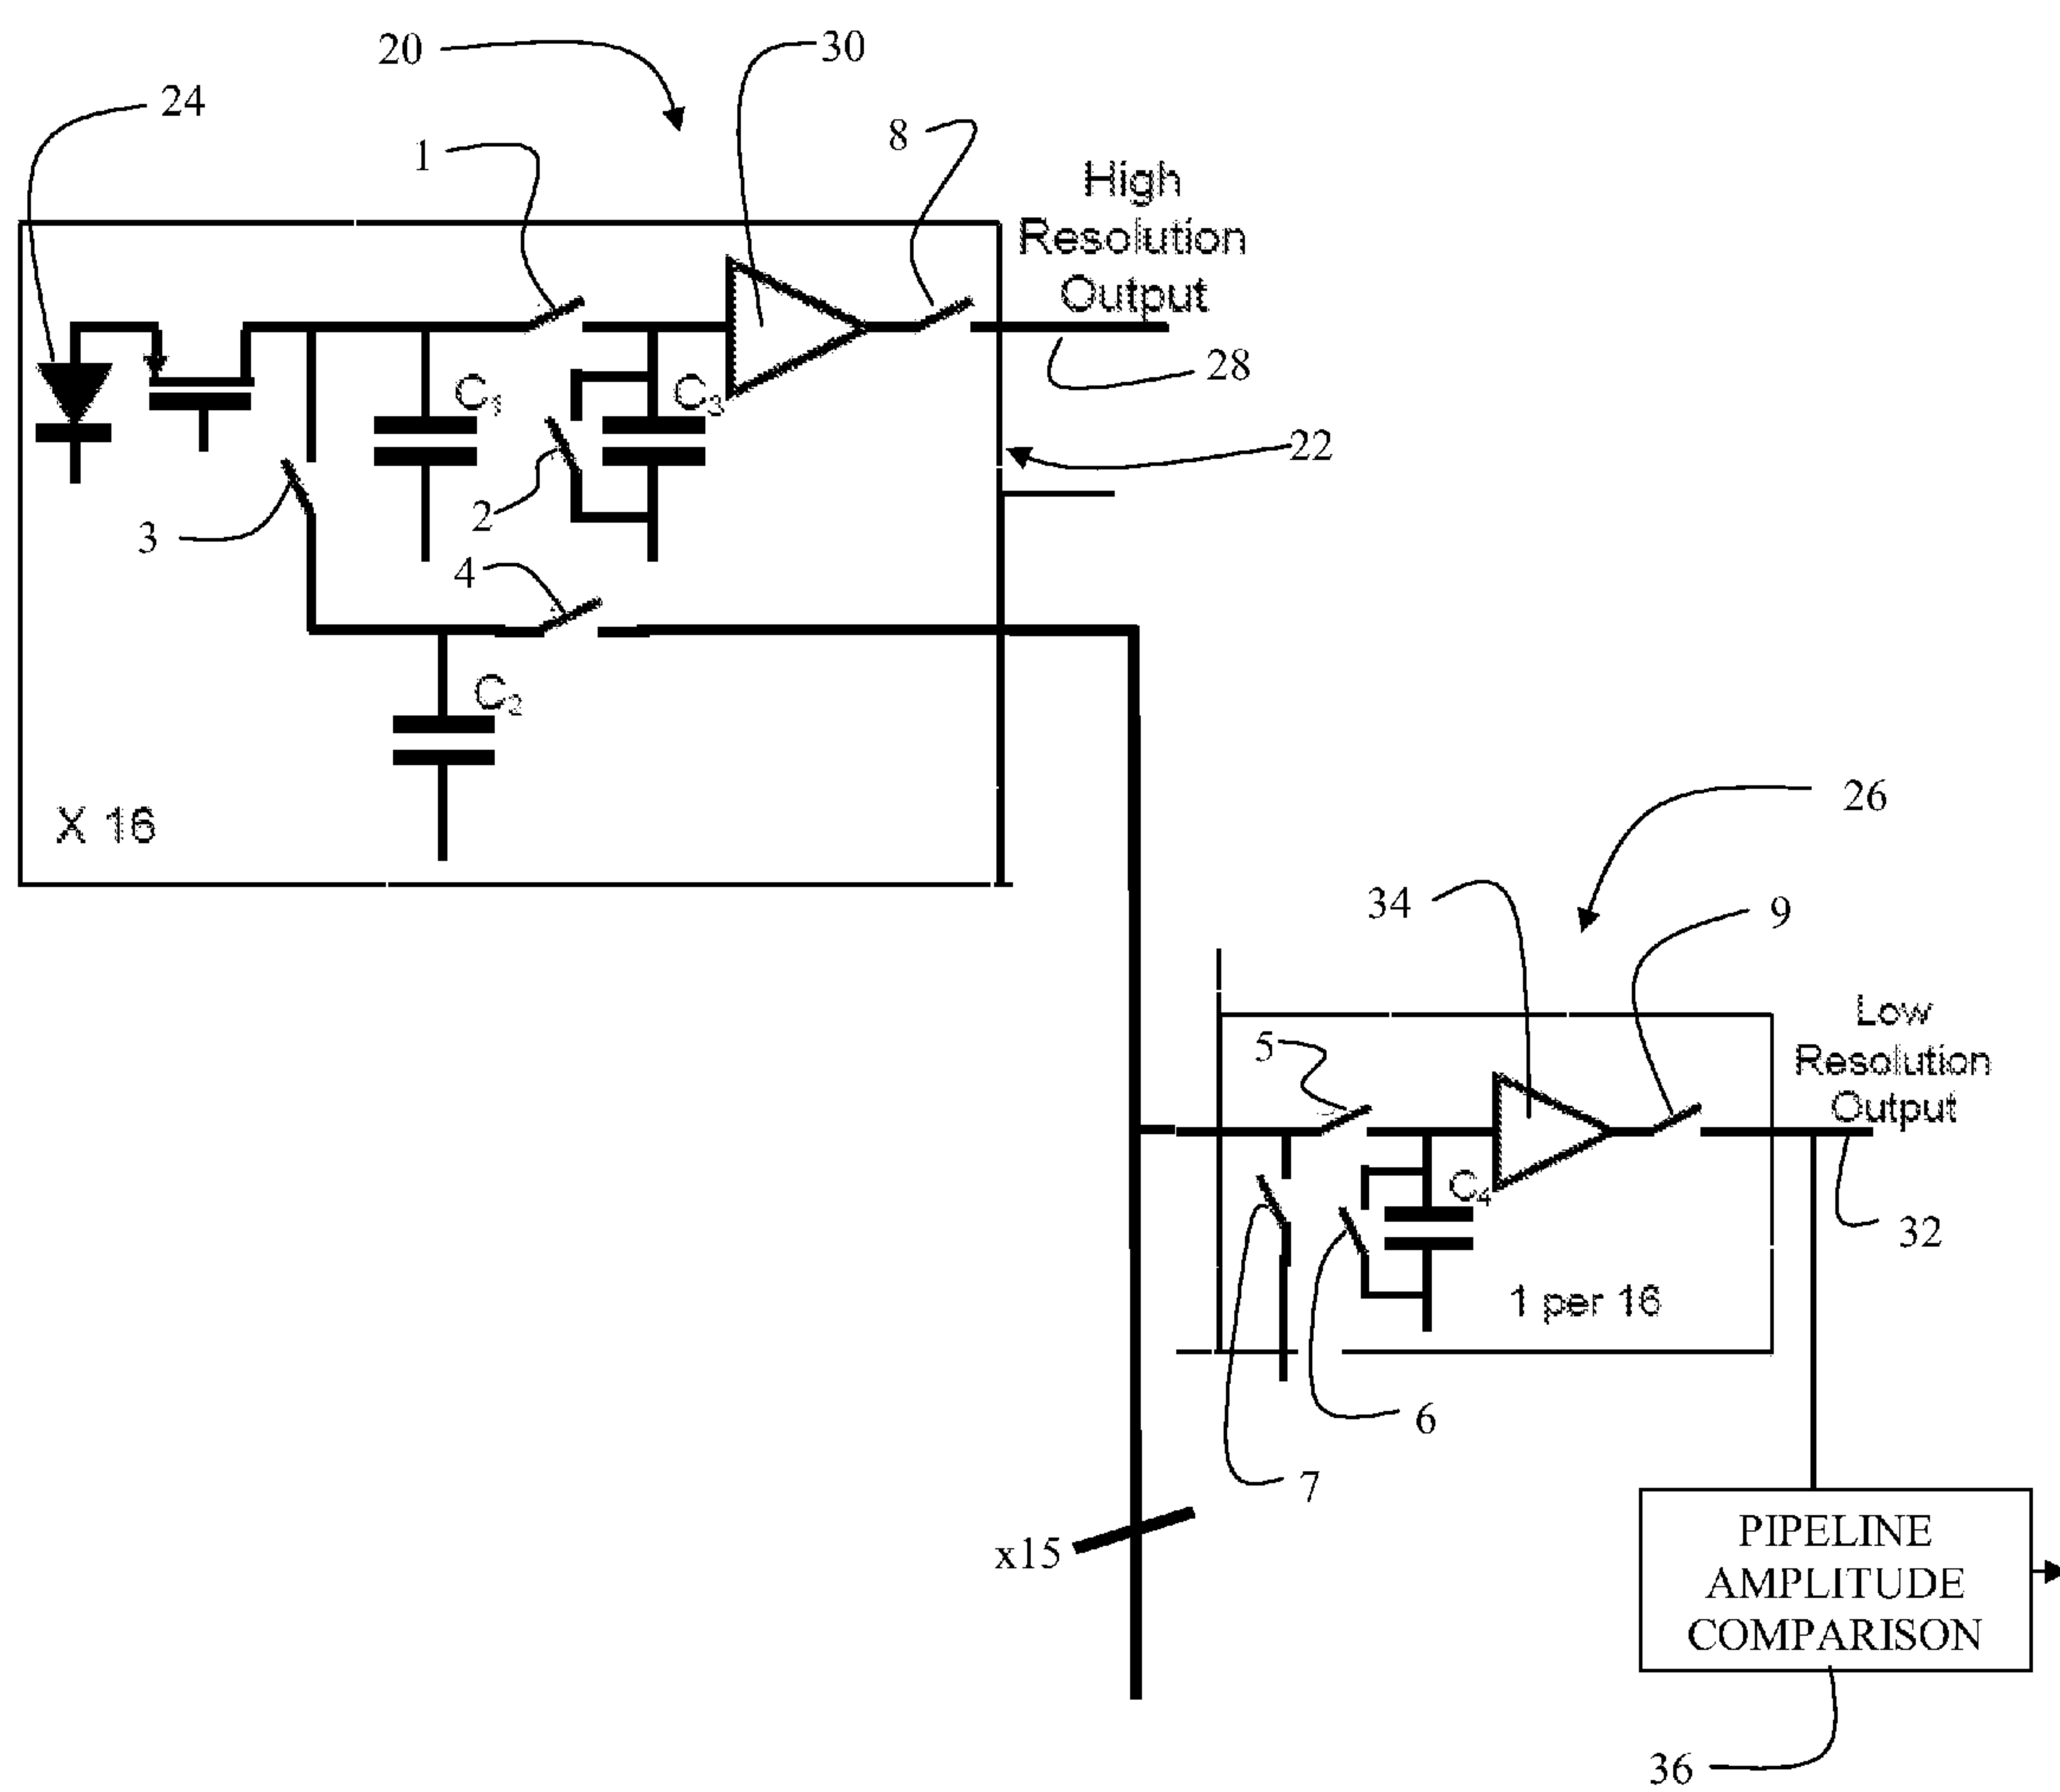 20
30
24
1
8
High
Resolution
Output
28
C1
C3
22
2
3
4
C2
X 16
26
34
9
Low
Resolution
Output
5
C4
32
1 per 16
6
7
x15
PIPELINE
AMPLITUDE
COMPARISON
36